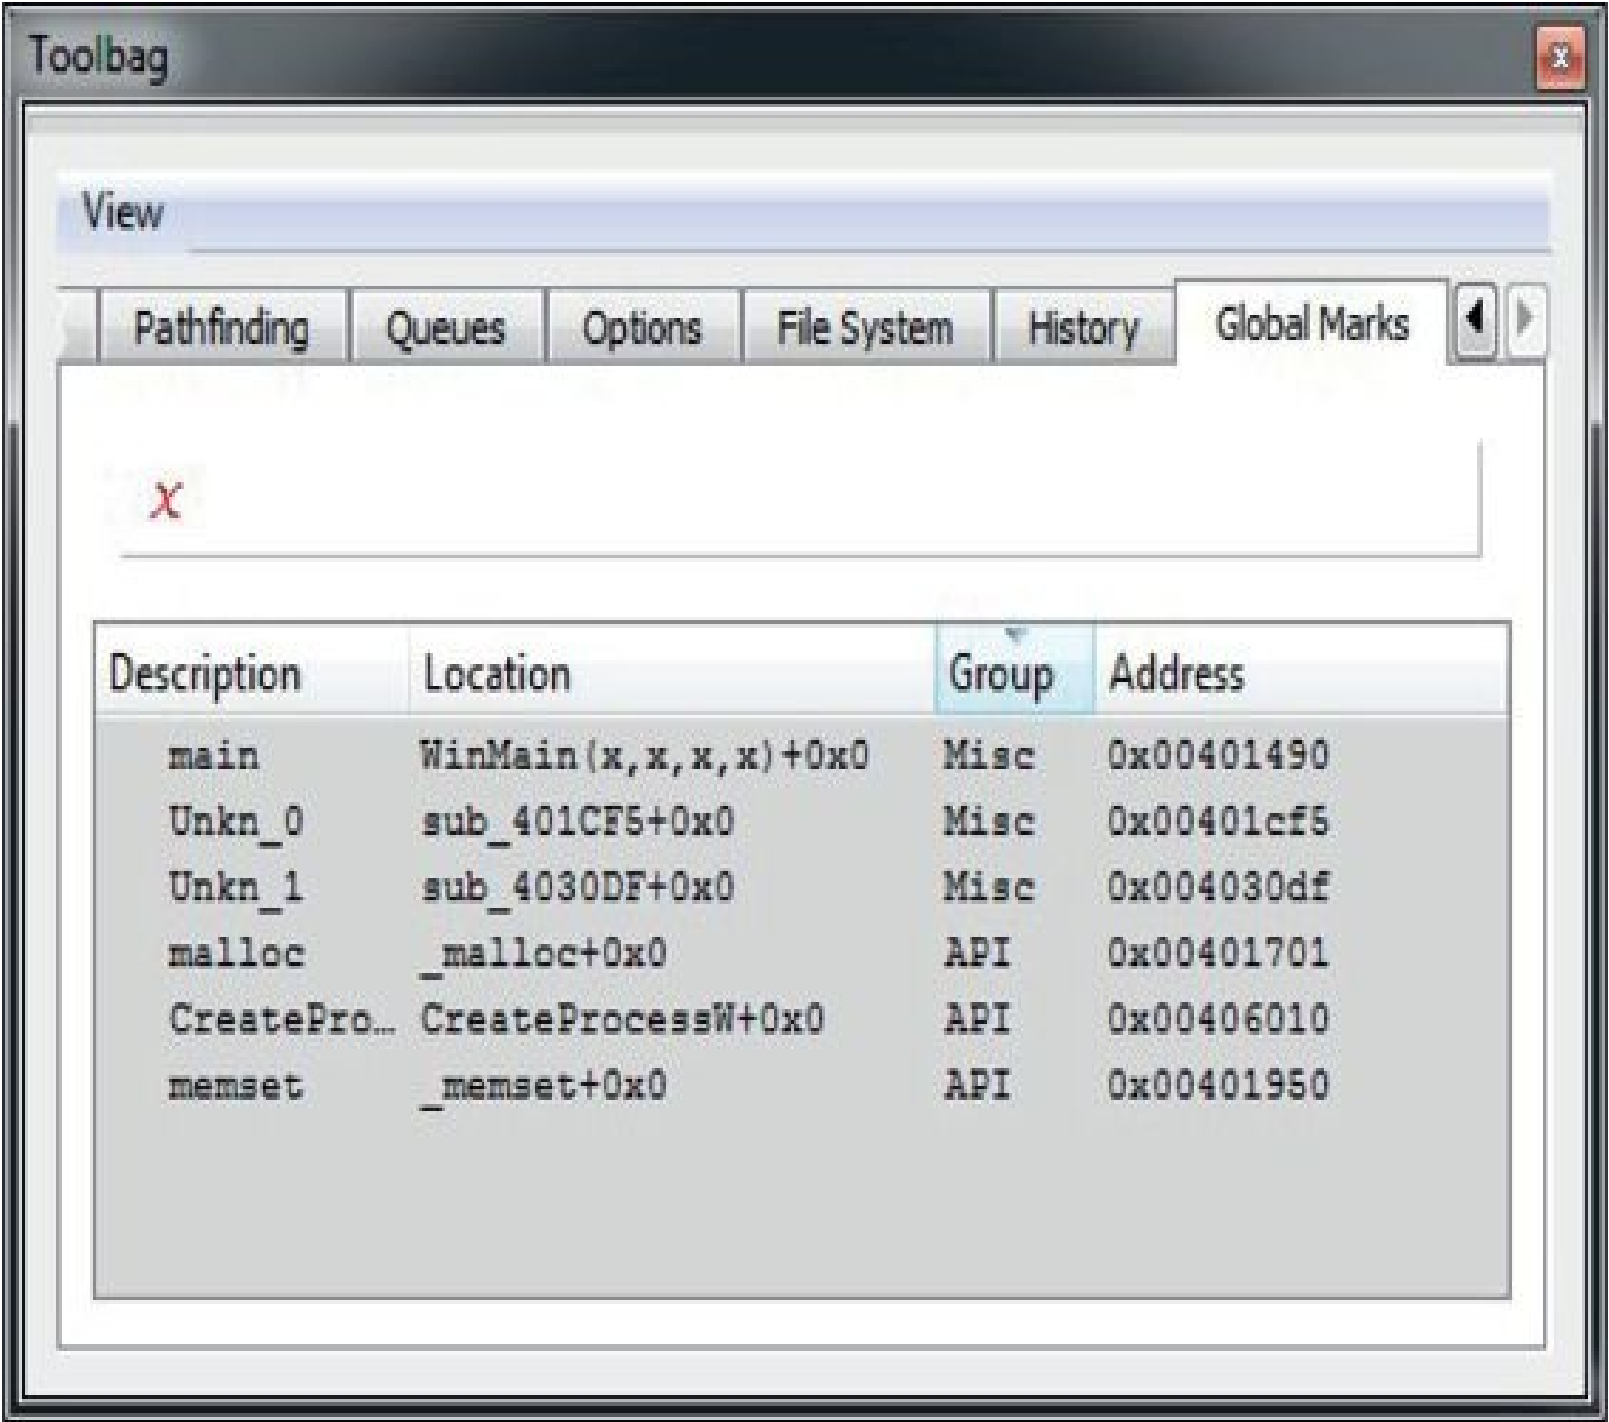 Toolbag
x
View
Pathfinding Queues Options File System History Global Marks
X
Description Location Group Address
main WinMain(x,x,x,x)+0x0 Misc 0x00401490
Unkn_0 sub_401CF5+0x0 Misc 0x00401cf5
Unkn_1 sub_4030DF+0x0 Misc 0x004030df
malloc _malloc+0x0 API 0x00401701
CreatePro... CreateProcessW+0x0 API 0x00406010
memset _memset+0x0 API 0x00401950